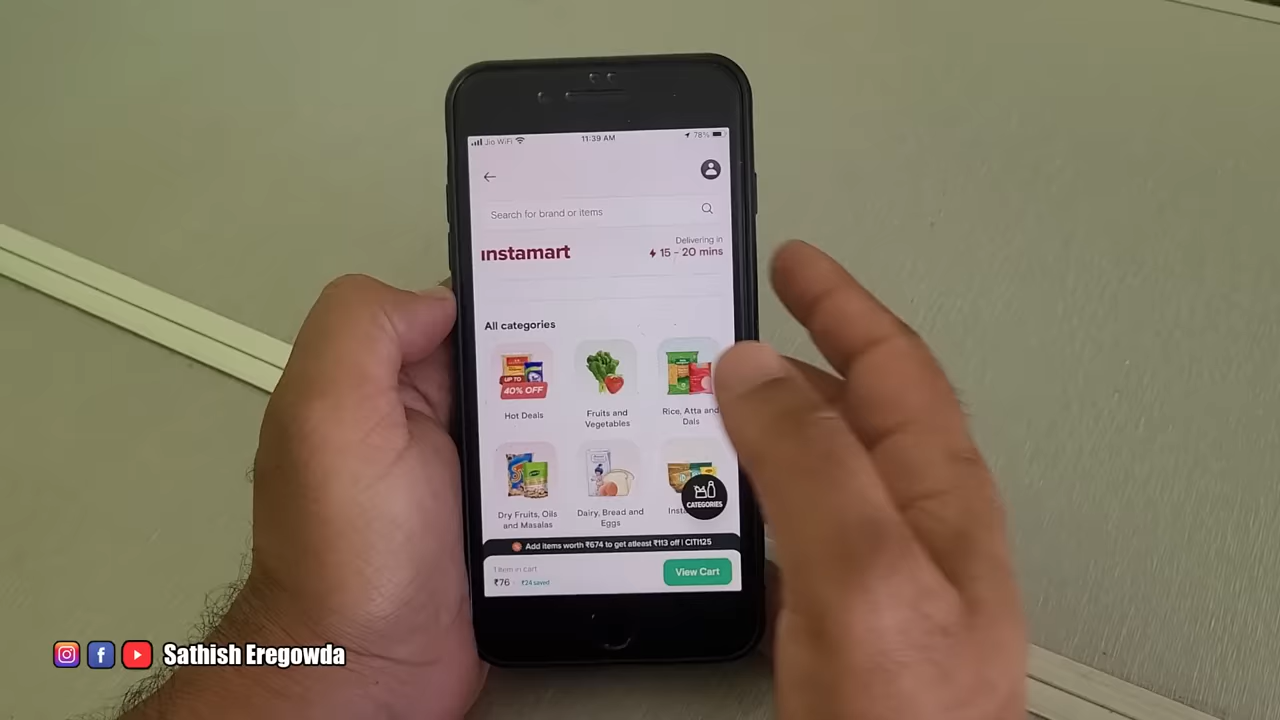 Jio WiFi
11:39 AM
78%
Search for brand or items
instamart
Delivering in
15 - 20 mins
All categories
UP TO
40% OFF
Hot Deals
Fruits and
Vegetables
Rice, Atta and
Dals
Dry Fruits, Oils
and Masalas
Dairy, Bread and
Eggs
Inst
CATEGORIES
Add items worth ₹674 to get atleast ₹113 off | CITI125
1 item in cart
₹76
₹24 saved
View Cart
Sathish Eregowda